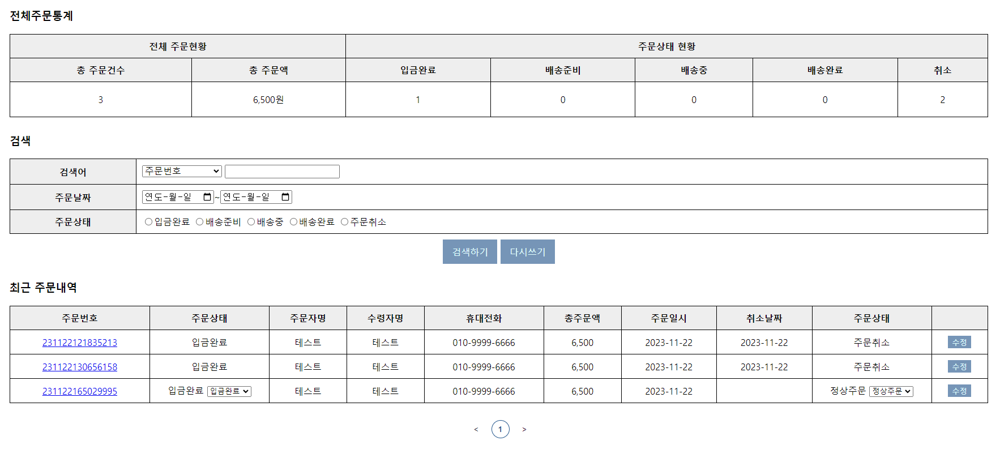 전체주문통계
전체 주문현황 주문상태 현황
총 주문건수 총 주문액 입금완료 배송준비 배송중 배송완료 취소
3 6,500원 1 0 0 0 2
검색
검색어 주문번호
주문날짜 연도-월-일 ~ 연도-월-일
주문상태 입금완료 배송준비 배송중 배송완료 주문취소
검색하기 다시쓰기
최근 주문내역
주문번호 주문상태 주문자명 수령자명 휴대전화 총주문액 주문일시 취소날짜 주문상태
231122121835213 입금완료 테스트 테스트 010-9999-6666 6,500 2023-11-22 2023-11-22 주문취소 수정
231122130656158 입금완료 테스트 테스트 010-9999-6666 6,500 2023-11-22 2023-11-22 주문취소 수정
231122165029995 입금완료 입금완료 테스트 테스트 010-9999-6666 6,500 2023-11-22 정상주문 정상주문 수정
< 1 >